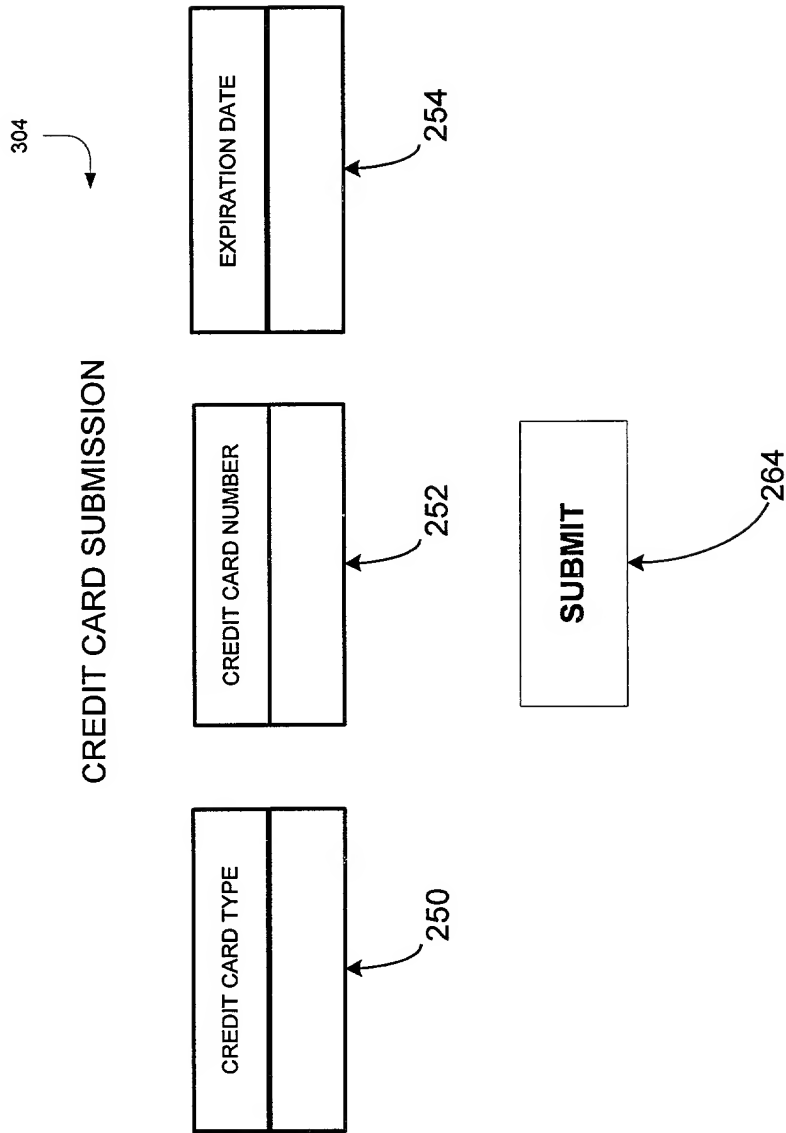 304
CREDIT CARD SUBMISSION
CREDIT CARD TYPE
CREDIT CARD NUMBER
EXPIRATION DATE
250
252
254
SUBMIT
264